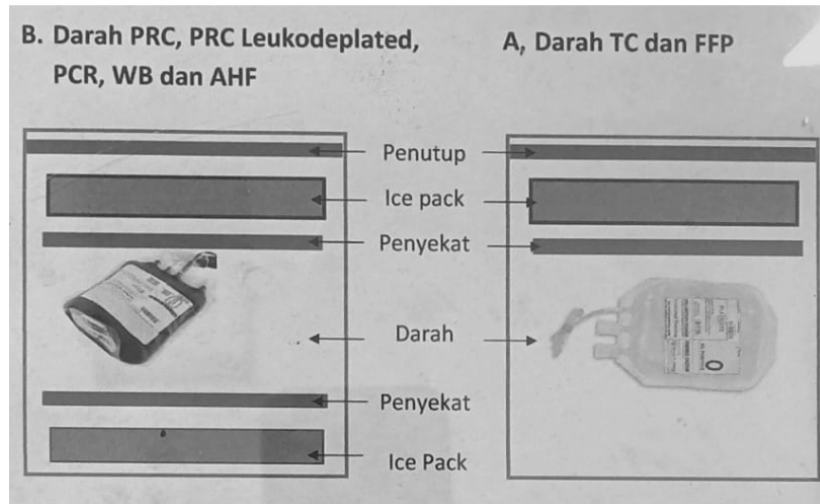 B. Darah PRC, PRC Leukodeplated,
PCR, WB dan AHF
A, Darah TC dan FFP
Penutup
Ice pack
Penyekat
Darah
Penyekat
Ice Pack
O